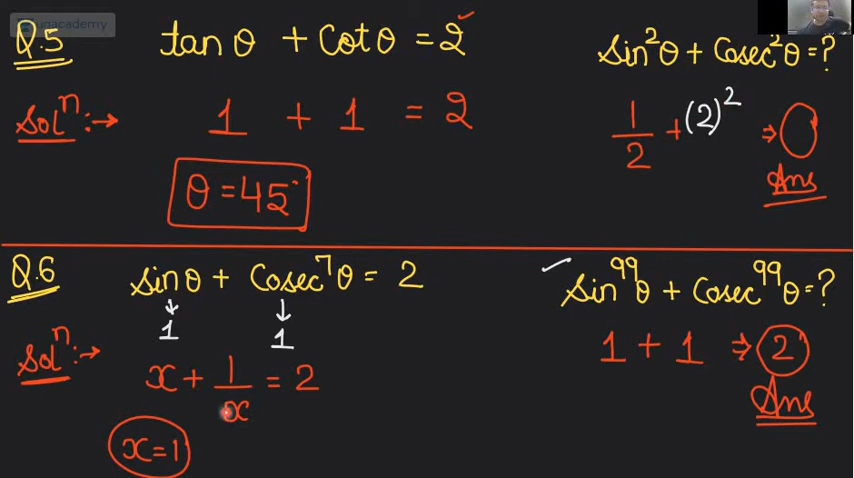 unacademy
Q.5 tanθ + Cotθ = 2 Sin²θ + Cosec²θ = ?
Solⁿ :→ 1 + 1 = 2 1/2 + (2)² ⇒
θ = 45° Ans
Q.6 sinθ + Cosec⁷θ = 2 Sin⁹⁹θ + Cosec⁹⁹θ = ?
↓ ↓
1 1
Solⁿ :→ x + 1/x = 2 1 + 1 ⇒ 2
x = 1 Ans